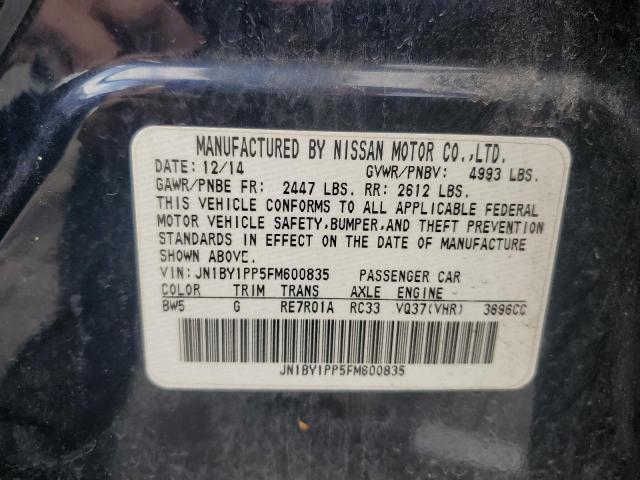 MANUFACTURED BY NISSAN MOTOR CO.,LTD.
DATE: 12/14 GVWR/PNBV: 4993 LBS.
GAWR/PNBE FR: 2447 LBS. RR: 2612 LBS.
THIS VEHICLE CONFORMS TO ALL APPLICABLE FEDERAL
MOTOR VEHICLE SAFETY,BUMPER,AND THEFT PREVENTION
STANDARDS IN EFFECT ON THE DATE OF MANUFACTURE
SHOWN ABOVE.
VIN: JN1BY1PP5FM600835 PASSENGER CAR
COLOR TRIM TRANS AXLE ENGINE
BW5 G RE7R01A RC33 VQ37(VHR) 3696CC
JN1BY1PP5FM600835